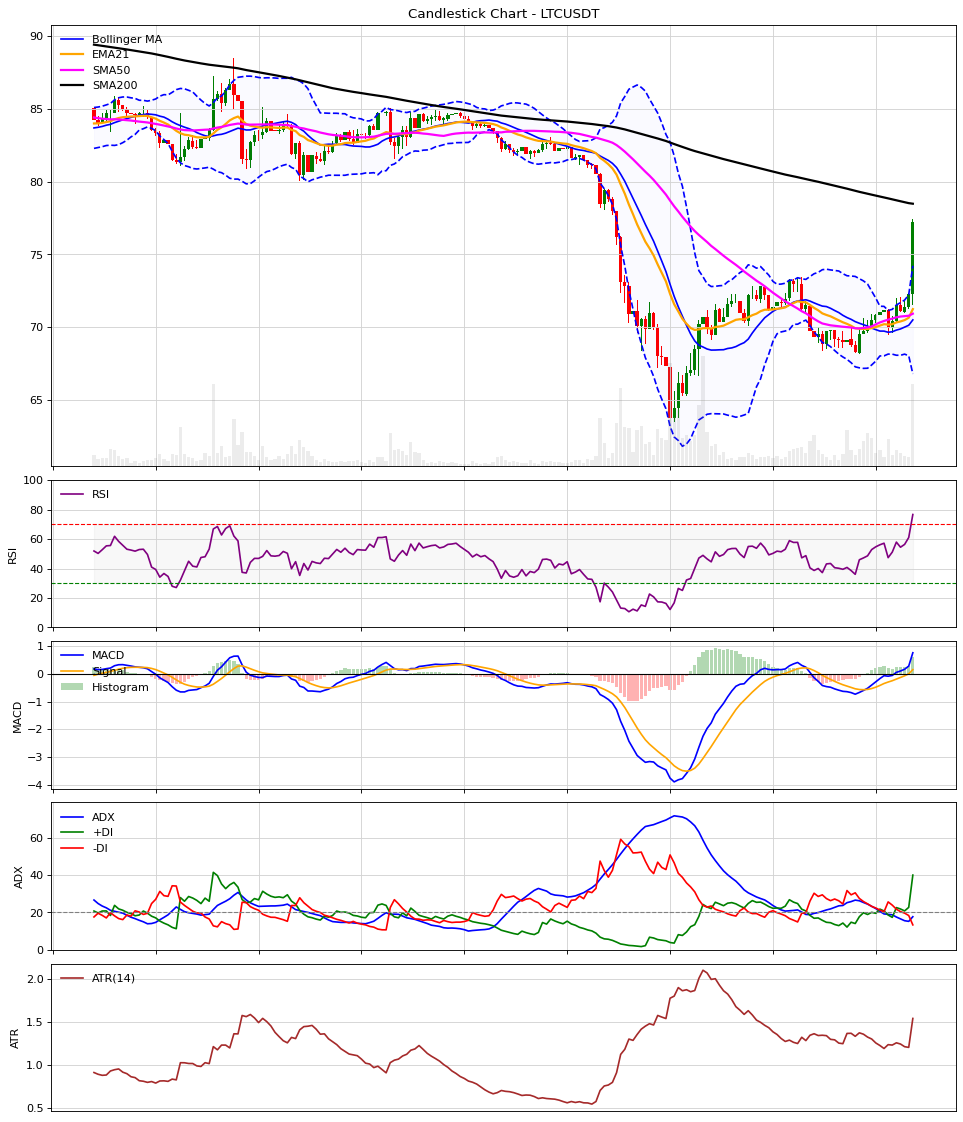 Candlestick Chart - LTCUSDT
90
85
80
75
70
65
Bollinger MA
EMA21
SMA50
SMA200
100
80
60
40
20
0
RSI
RSI
1
0
−1
−2
−3
−4
MACD
MACD
Signal
Histogram
60
40
20
0
ADX
ADX
+DI
-DI
2.0
1.5
1.0
0.5
ATR
ATR(14)